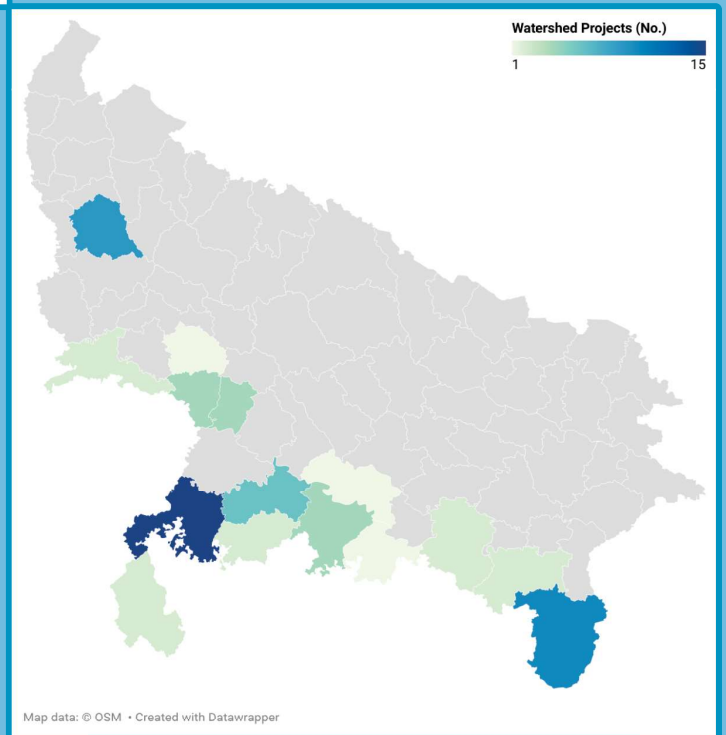 Watershed Projects (No.)
1 15
Map data: © OSM • Created with Datawrapper